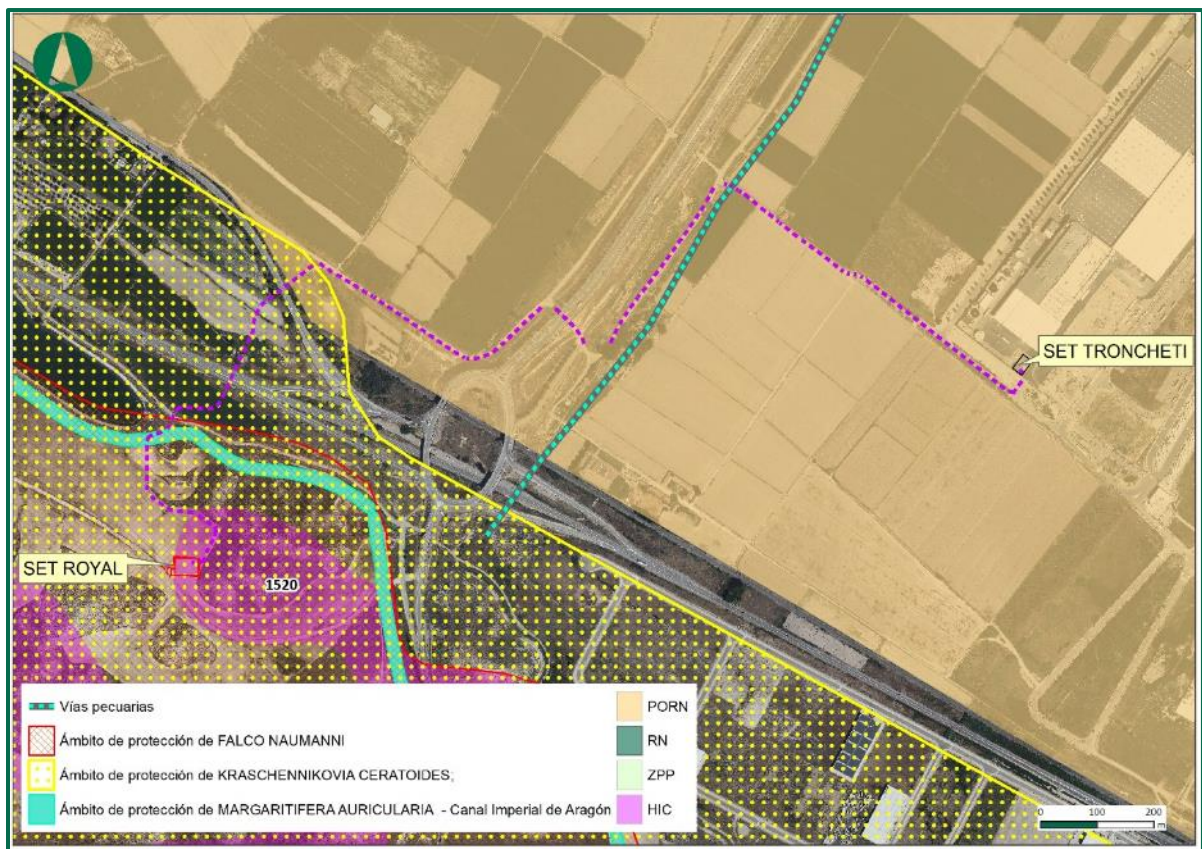 SET TRONCHETI
SET ROYAL
1520
Vías pecuarias
Ámbito de protección de FALCO NAUMANNI
Ámbito de protección de KRASCHENNIKOVIA CERATOIDES;
Ámbito de protección de MARGARITIFERA AURICULARIA - Canal Imperial de Aragón
PORN
RN
ZPP
HIC
0 100 200
m